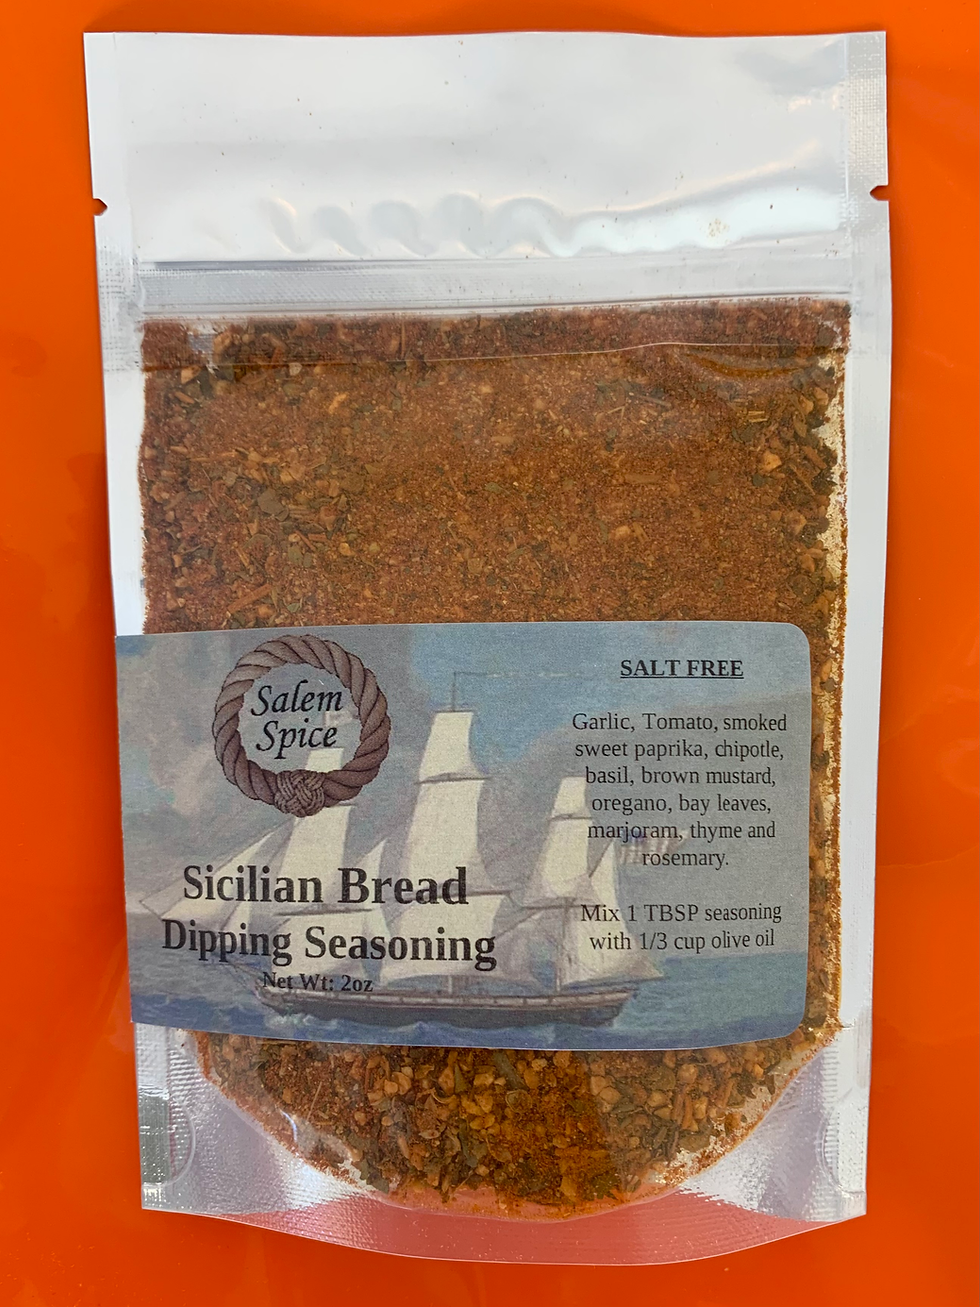 Salem
Spice
Sicilian Bread
Dipping Seasoning
Net Wt: 2oz
SALT FREE
Garlic, Tomato, smoked
sweet paprika, chipotle,
basil, brown mustard,
oregano, bay leaves,
marjoram, thyme and
rosemary.
Mix 1 TBSP seasoning
with 1/3 cup olive oil